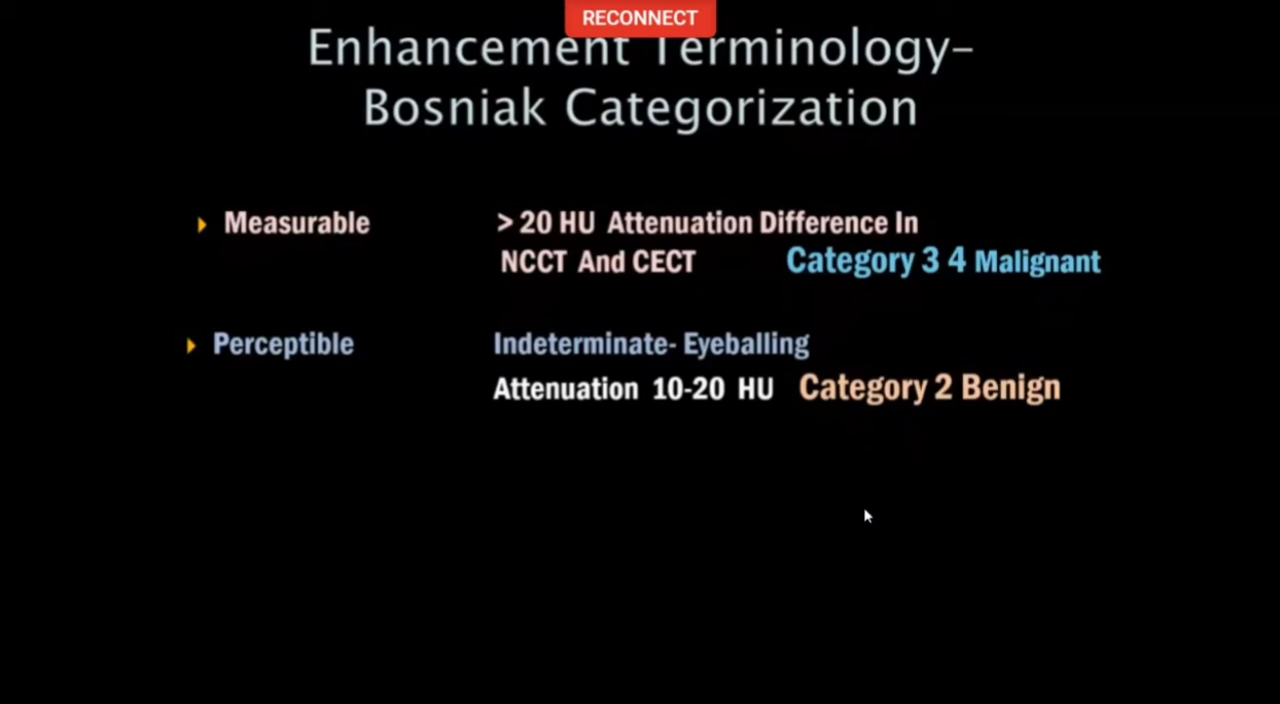 RECONNECT
Enhancement Terminology–
Bosniak Categorization
Measurable > 20 HU Attenuation Difference In
NCCT And CECT Category 3 4 Malignant
Perceptible Indeterminate- Eyeballing
Attenuation 10-20 HU Category 2 Benign